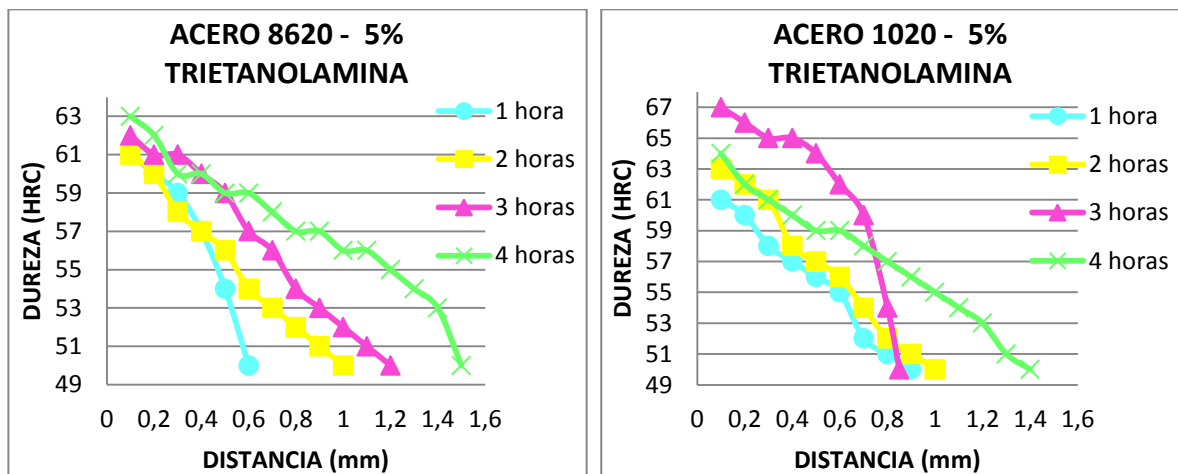 ACERO 8620 - 5%
TRIETANOLAMINA
DUREZA (HRC)
63
61
59
57
55
53
51
49
0 0,2 0,4 0,6 0,8 1 1,2 1,4 1,6
DISTANCIA (mm)
1 hora
2 horas
3 horas
4 horas
ACERO 1020 - 5%
TRIETANOLAMINA
DUREZA (HRC)
67
65
63
61
59
57
55
53
51
49
0 0,2 0,4 0,6 0,8 1 1,2 1,4 1,6
DISTANCIA (mm)
1 hora
2 horas
3 horas
4 horas